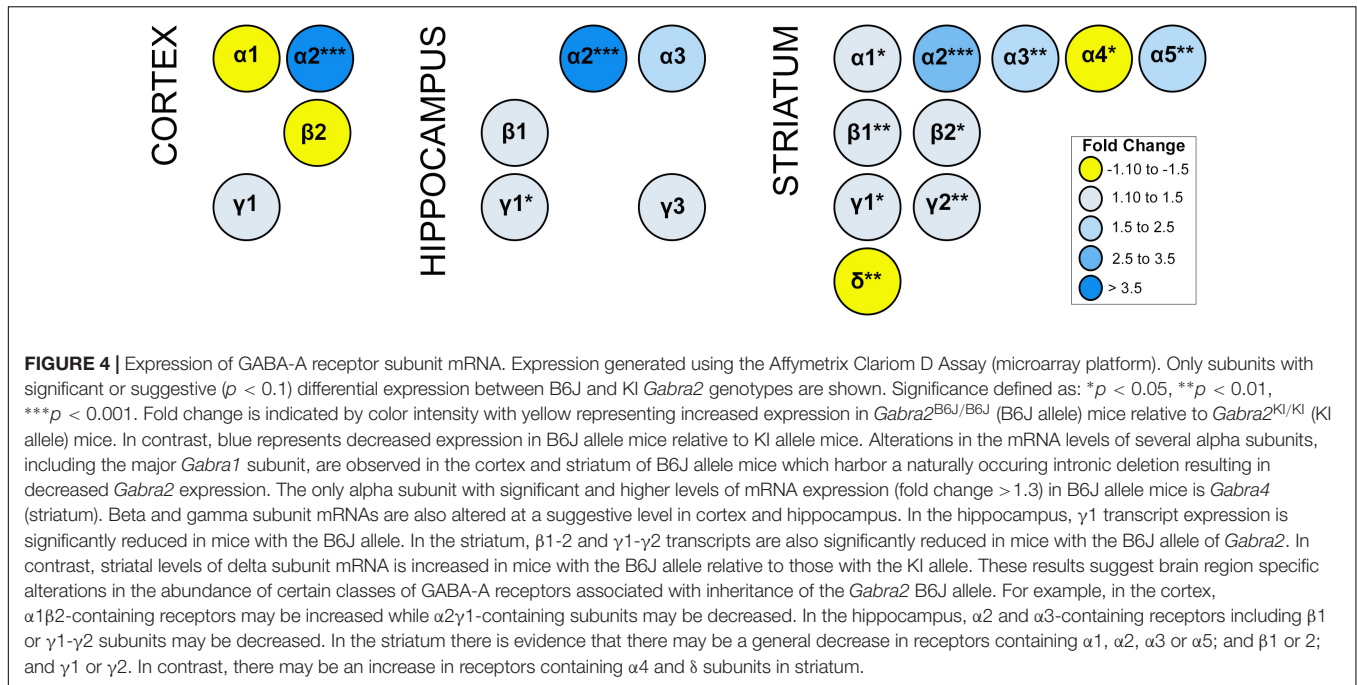 CORTEX
α1 α2***
β2
γ1
HIPPOCAMPUS
α2*** α3
β1
γ1* γ3
STRIATUM
α1* α2*** α3** α4* α5**
β1** β2*
γ1* γ2**
δ**
Fold Change
-1.10 to -1.5
1.10 to 1.5
1.5 to 2.5
2.5 to 3.5
> 3.5
FIGURE 4 | Expression of GABA-A receptor subunit mRNA. Expression generated using the Affymetrix Clariom D Assay (microarray platform). Only subunits with
significant or suggestive (p < 0.1) differential expression between B6J and KI Gabra2 genotypes are shown. Significance defined as: *p < 0.05, **p < 0.01,
***p < 0.001. Fold change is indicated by color intensity with yellow representing increased expression in Gabra2B6J/B6J (B6J allele) mice relative to Gabra2KI/KI (KI
allele) mice. In contrast, blue represents decreased expression in B6J allele mice relative to KI allele mice. Alterations in the mRNA levels of several alpha subunits,
including the major Gabra1 subunit, are observed in the cortex and striatum of B6J allele mice which harbor a naturally occuring intronic deletion resulting in
decreased Gabra2 expression. The only alpha subunit with significant and higher levels of mRNA expression (fold change >1.3) in B6J allele mice is Gabra4
(striatum). Beta and gamma subunit mRNAs are also altered at a suggestive level in cortex and hippocampus. In the hippocampus, γ1 transcript expression is
significantly reduced in mice with the B6J allele. In the striatum, β1-2 and γ1-γ2 transcripts are also significantly reduced in mice with the B6J allele of Gabra2. In
contrast, striatal levels of delta subunit mRNA is increased in mice with the B6J allele relative to those with the KI allele. These results suggest brain region specific
alterations in the abundance of certain classes of GABA-A receptors associated with inheritance of the Gabra2 B6J allele. For example, in the cortex,
α1β2-containing receptors may be increased while α2γ1-containing subunits may be decreased. In the hippocampus, α2 and α3-containing receptors including β1
or γ1-γ2 subunits may be decreased. In the striatum there is evidence that there may be a general decrease in receptors containing α1, α2, α3 or α5; and β1 or 2;
and γ1 or γ2. In contrast, there may be an increase in receptors containing α4 and δ subunits in striatum.